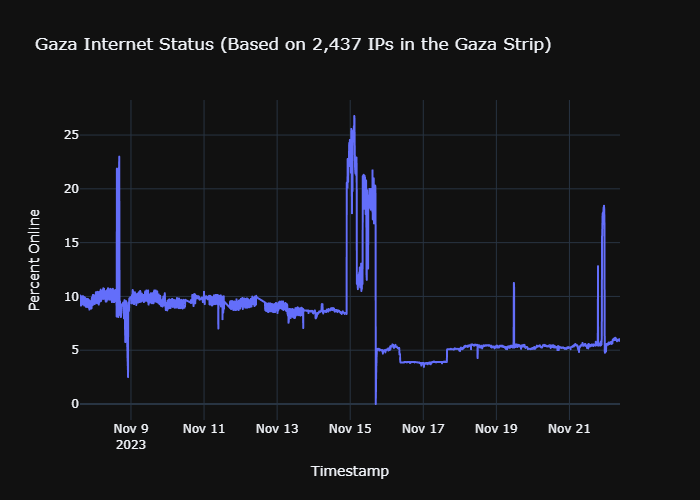 Gaza Internet Status (Based on 2,437 IPs in the Gaza Strip)
Percent Online
25
20
15
10
5
0
Nov 9 Nov 11 Nov 13 Nov 15 Nov 17 Nov 19 Nov 21
2023
Timestamp